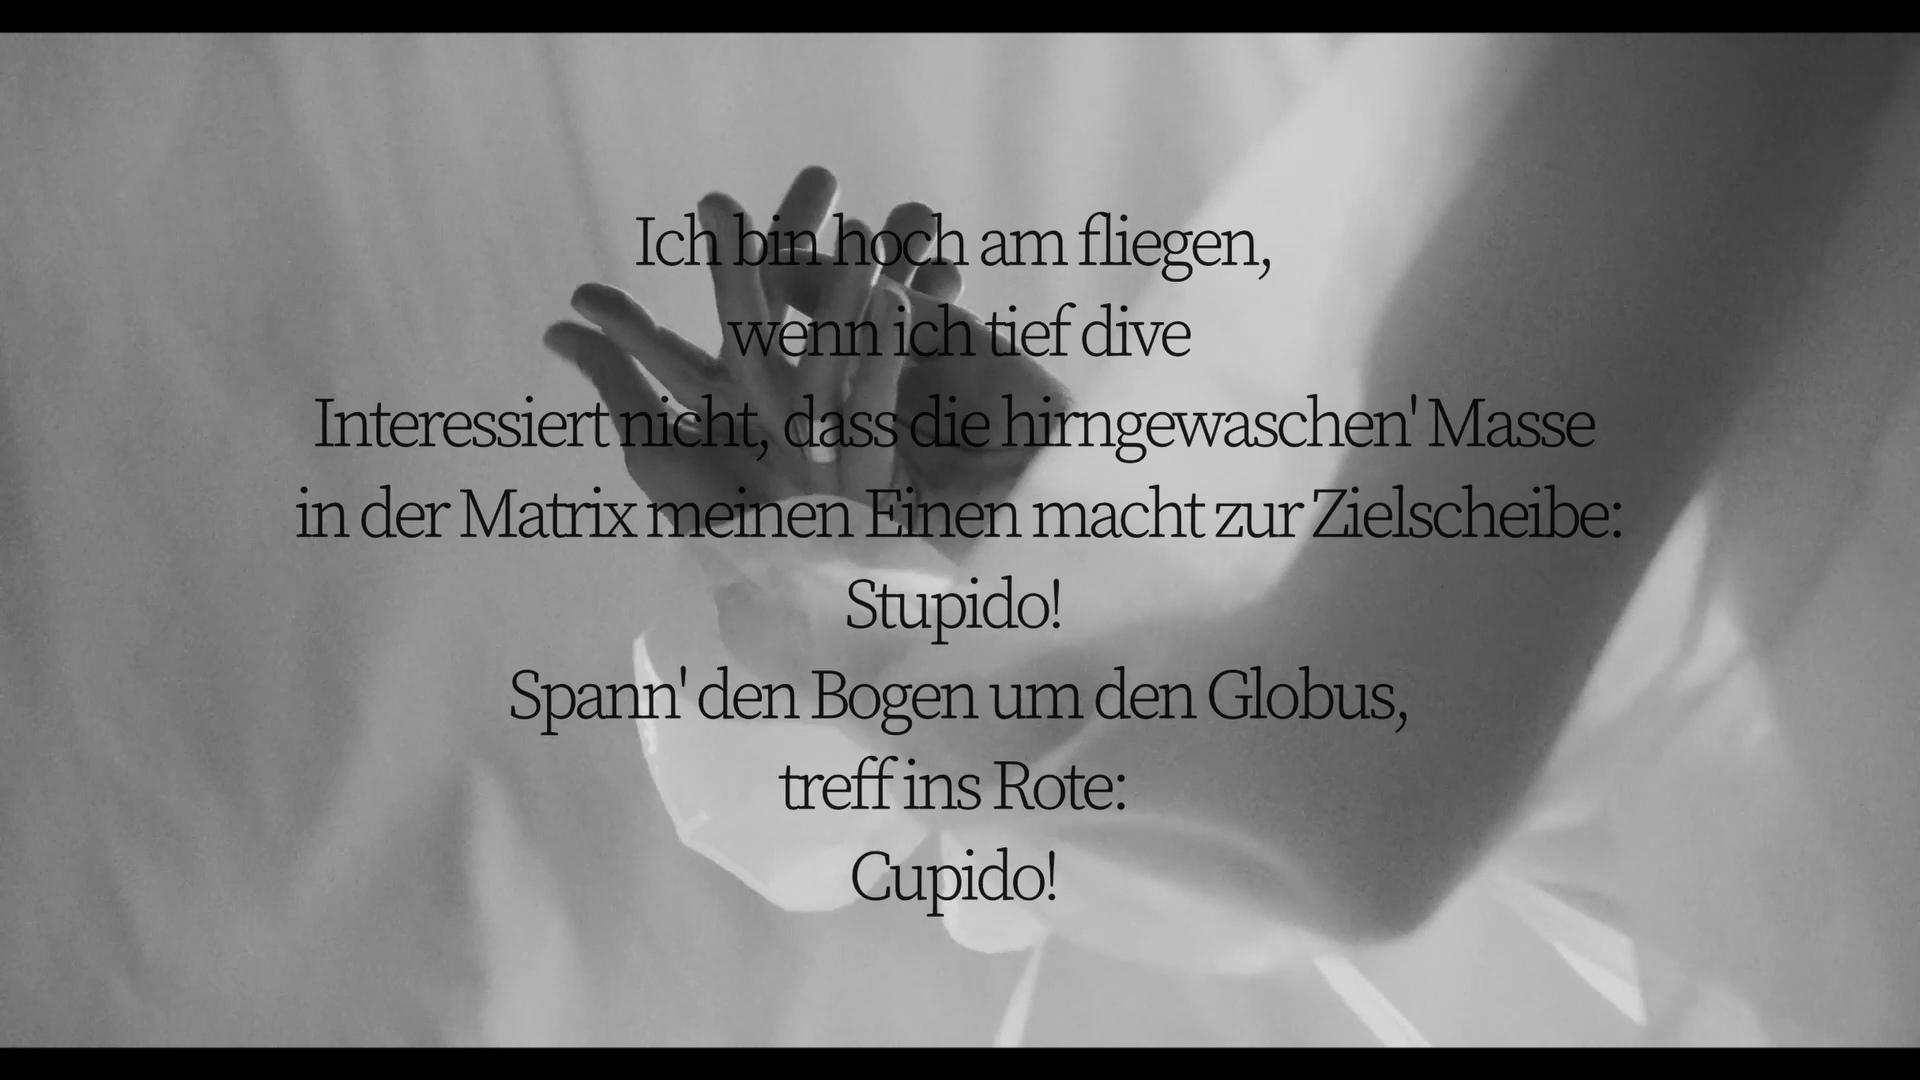 Ich bin hoch am fliegen,
wenn ich tief dive
Interessiert nicht, dass die hirngewaschen' Masse
in der Matrix meinen Einen macht zur Zielscheibe:
Stupido!
Spann' den Bogen um den Globus,
treff ins Rote:
Cupido!